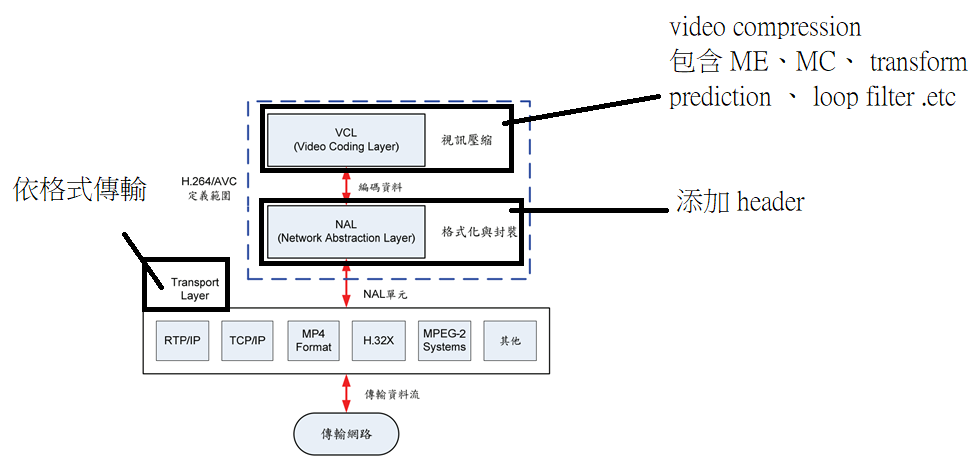 video compression
包含 ME、MC、 transform
prediction 、 loop filter .etc
VCL
(Video Coding Layer)
視訊壓縮
依格式傳輸
H.264/AVC
定義範圍
編碼資料
添加 header
NAL
(Network Abstraction Layer)
格式化與封裝
Transport
Layer
NAL單元
RTP/IP
TCP/IP
MP4
Format
H.32X
MPEG-2
Systems
其他
傳輸資料流
傳輸網路